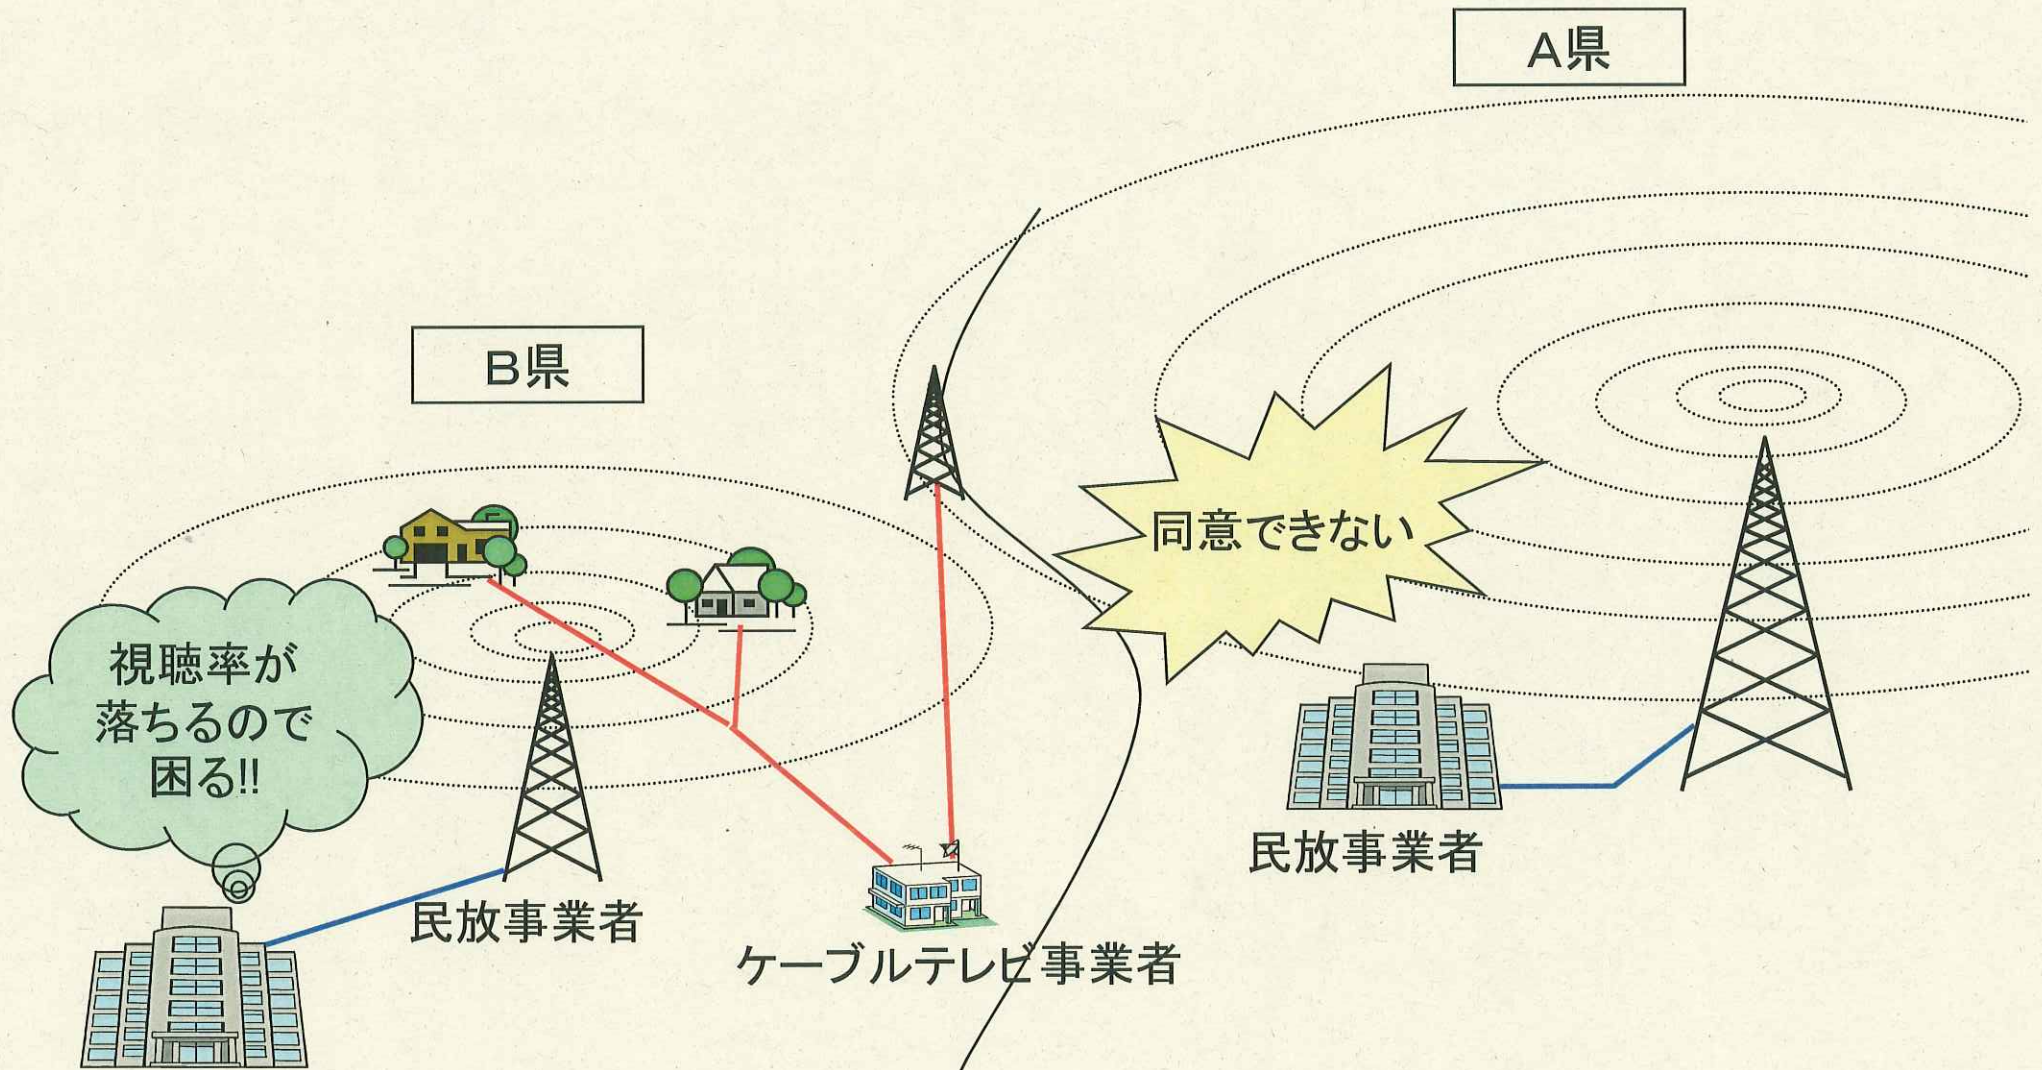 A県
B県
同意できない
視聴率が
落ちるので
困る!!
民放事業者
民放事業者
ケーブルテレビ事業者